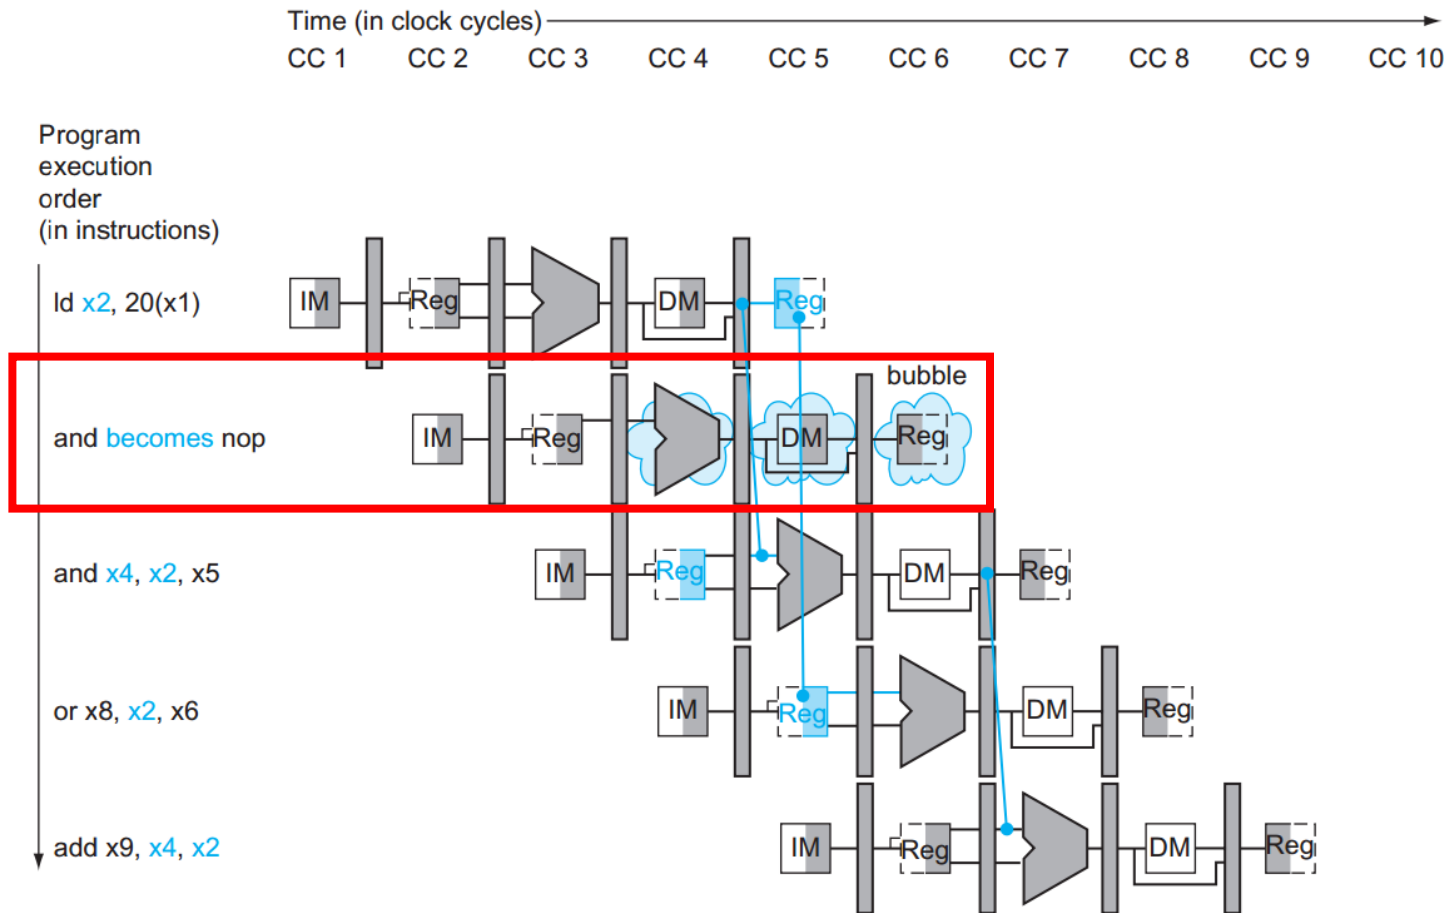 Time (in clock cycles)
CC 1 CC 2 CC 3 CC 4 CC 5 CC 6 CC 7 CC 8 CC 9 CC 10
Program
execution
order
(in instructions)
ld x2, 20(x1)
IM Reg DM Reg
bubble
and becomes nop
IM Reg DM Reg
and x4, x2, x5
IM Reg DM Reg
or x8, x2, x6
IM Reg DM Reg
add x9, x4, x2
IM Reg DM Reg